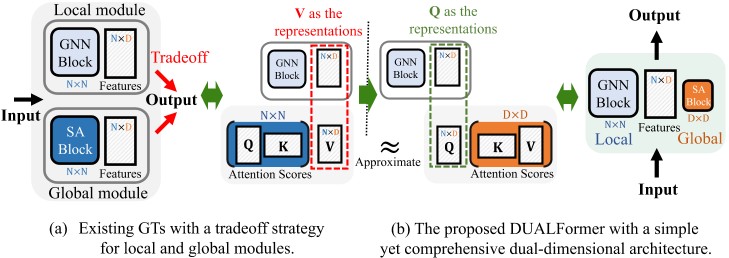 Local module
GNN
Block
N×N
N×D
Features
Tradeoff
Input
Output
SA
Block
N×N
N×D
Features
Global module
V as the
representations
GNN
Block
N×D
N×N
Q
K
N×D
V
Attention Scores
≈
Approximate
Q as the
representations
GNN
Block
N×D
N×D
Q
D×D
K
V
Attention Scores
Output
GNN
Block
N×N
Local
N×D
Features
SA
Block
D×D
Global
Input
(a) Existing GTs with a tradeoff strategy
for local and global modules.
(b) The proposed DUALFormer with a simple
yet comprehensive dual-dimensional architecture.